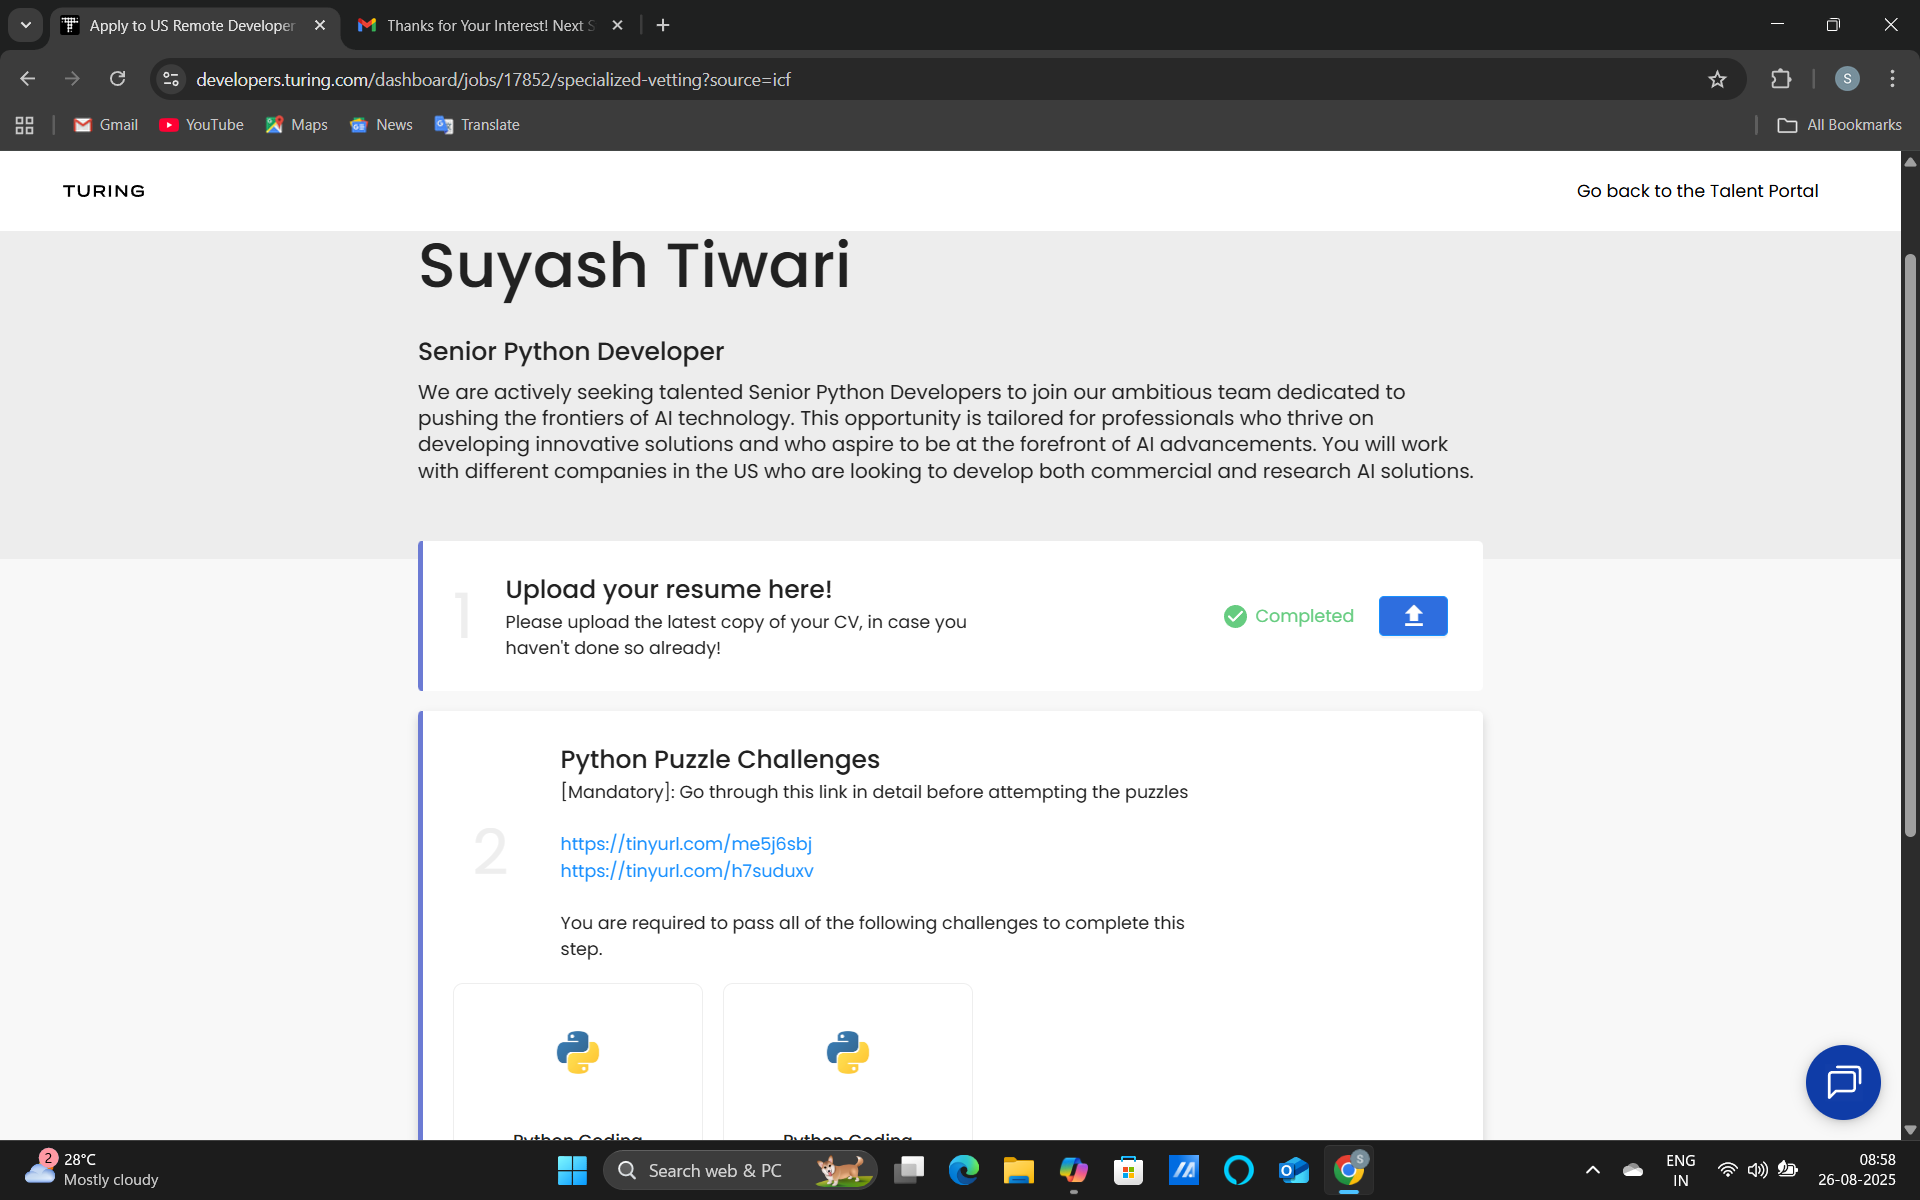 Apply to US Remote Developer
Thanks for Your Interest! Next S
developers.turing.com/dashboard/jobs/17852/specialized-vetting?source=icf
S
Gmail
YouTube
Maps
News
Translate
All Bookmarks
TURING
Go back to the Talent Portal
Suyash Tiwari
Senior Python Developer
We are actively seeking talented Senior Python Developers to join our ambitious team dedicated to
pushing the frontiers of AI technology. This opportunity is tailored for professionals who thrive on
developing innovative solutions and who aspire to be at the forefront of AI advancements. You will work
with different companies in the US who are looking to develop both commercial and research AI solutions.
1
Upload your resume here!
Please upload the latest copy of your CV, in case you
haven't done so already!
Completed
2
Python Puzzle Challenges
[Mandatory]: Go through this link in detail before attempting the puzzles
https://tinyurl.com/me5j6sbj
https://tinyurl.com/h7suduxv
You are required to pass all of the following challenges to complete this
step.
Python Coding
Python Coding
2
28°C
Mostly cloudy
Search web & PC
S
ENG
IN
08:58
26-08-2025